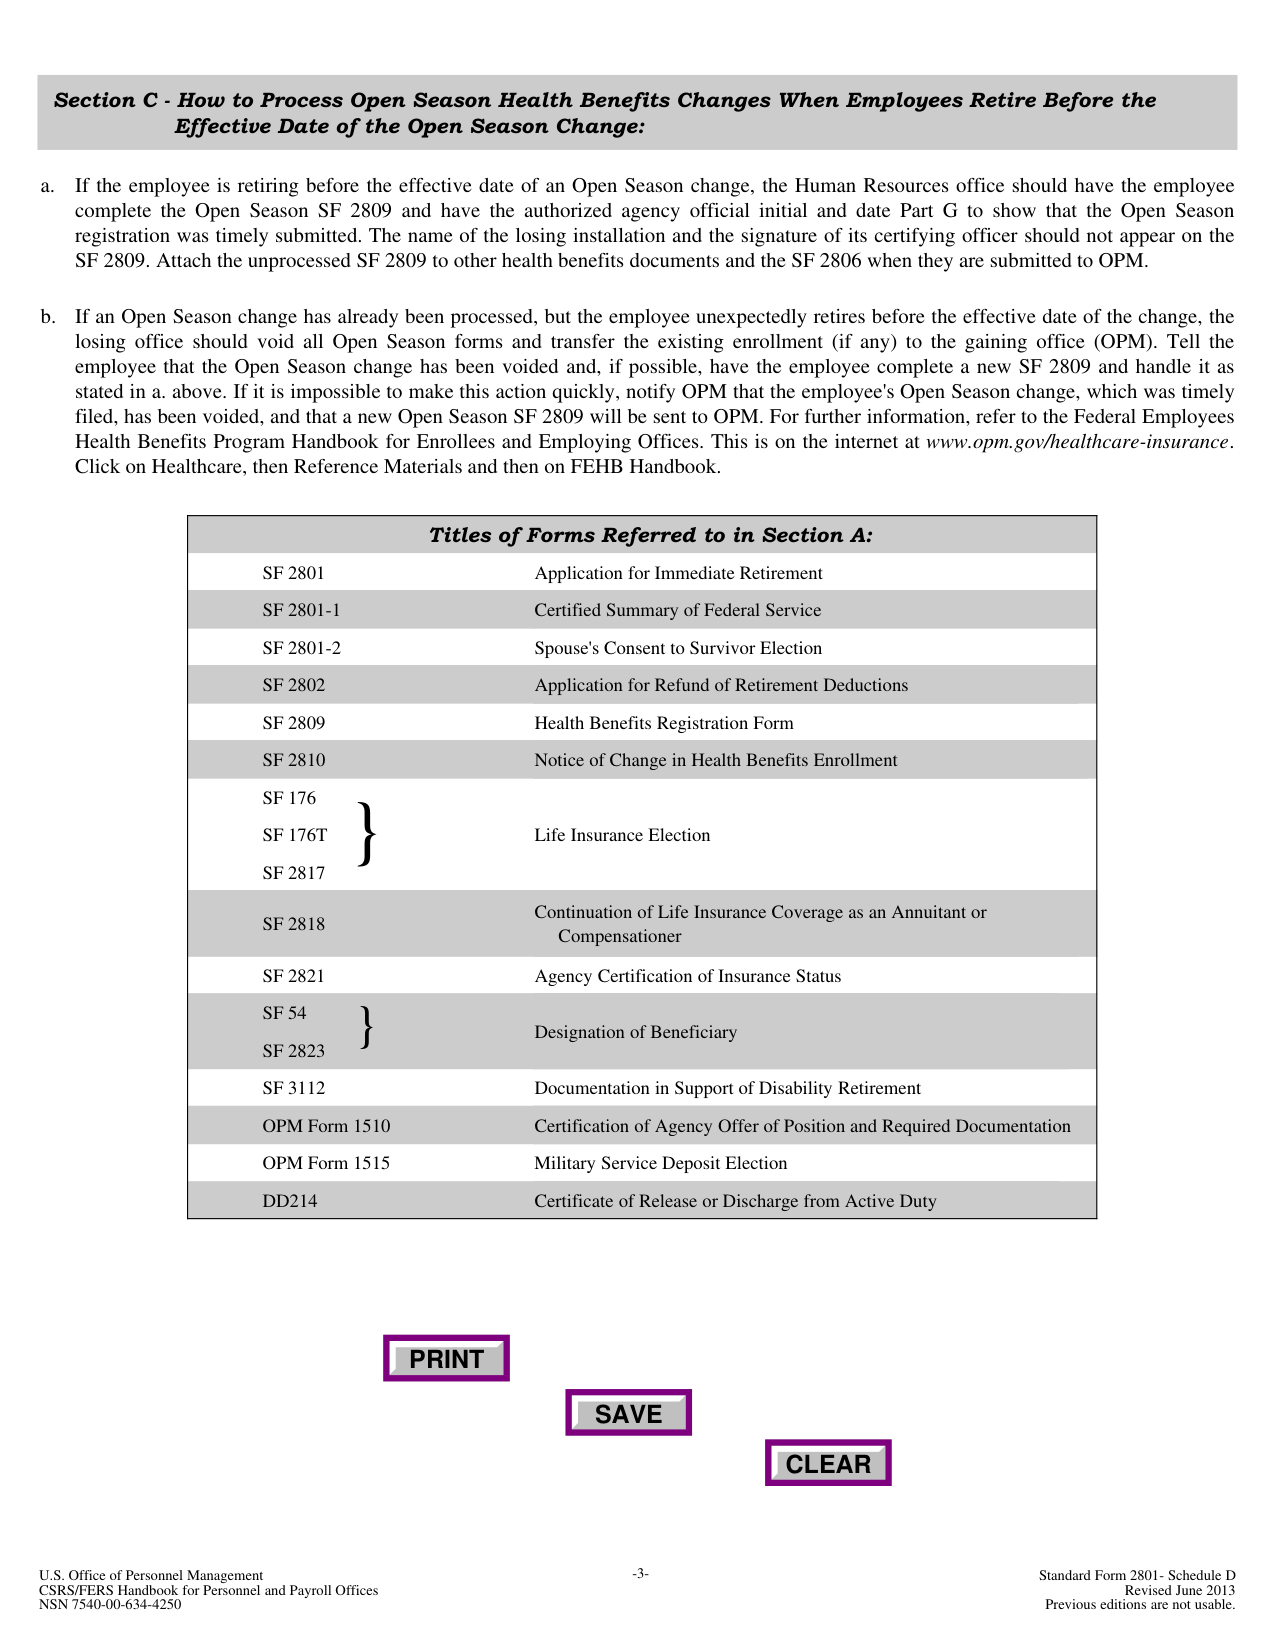 Section C - How to Process Open Season Health Benefits Changes When Employees Retire Before the
Effective Date of the Open Season Change:
a. If the employee is retiring before the effective date of an Open Season change, the Human Resources office should have the employee
complete the Open Season SF 2809 and have the authorized agency official initial and date Part G to show that the Open Season
registration was timely submitted. The name of the losing installation and the signature of its certifying officer should not appear on the
SF 2809. Attach the unprocessed SF 2809 to other health benefits documents and the SF 2806 when they are submitted to OPM.
b. If an Open Season change has already been processed, but the employee unexpectedly retires before the effective date of the change, the
losing office should void all Open Season forms and transfer the existing enrollment (if any) to the gaining office (OPM). Tell the
employee that the Open Season change has been voided and, if possible, have the employee complete a new SF 2809 and handle it as
stated in a. above. If it is impossible to make this action quickly, notify OPM that the employee's Open Season change, which was timely
filed, has been voided, and that a new Open Season SF 2809 will be sent to OPM. For further information, refer to the Federal Employees
Health Benefits Program Handbook for Enrollees and Employing Offices. This is on the internet at www.opm.gov/healthcare-insurance.
Click on Healthcare, then Reference Materials and then on FEHB Handbook.
Titles of Forms Referred to in Section A:
SF 2801 Application for Immediate Retirement
SF 2801-1 Certified Summary of Federal Service
SF 2801-2 Spouse's Consent to Survivor Election
SF 2802 Application for Refund of Retirement Deductions
SF 2809 Health Benefits Registration Form
SF 2810 Notice of Change in Health Benefits Enrollment
SF 176
SF 176T } Life Insurance Election
SF 2817
SF 2818 Continuation of Life Insurance Coverage as an Annuitant or
Compensationer
SF 2821 Agency Certification of Insurance Status
SF 54
} Designation of Beneficiary
SF 2823
SF 3112 Documentation in Support of Disability Retirement
OPM Form 1510 Certification of Agency Offer of Position and Required Documentation
OPM Form 1515 Military Service Deposit Election
DD214 Certificate of Release or Discharge from Active Duty
PRINT
SAVE
CLEAR
U.S. Office of Personnel Management
CSRS/FERS Handbook for Personnel and Payroll Offices
NSN 7540-00-634-4250
-3-
Standard Form 2801- Schedule D
Revised June 2013
Previous editions are not usable.